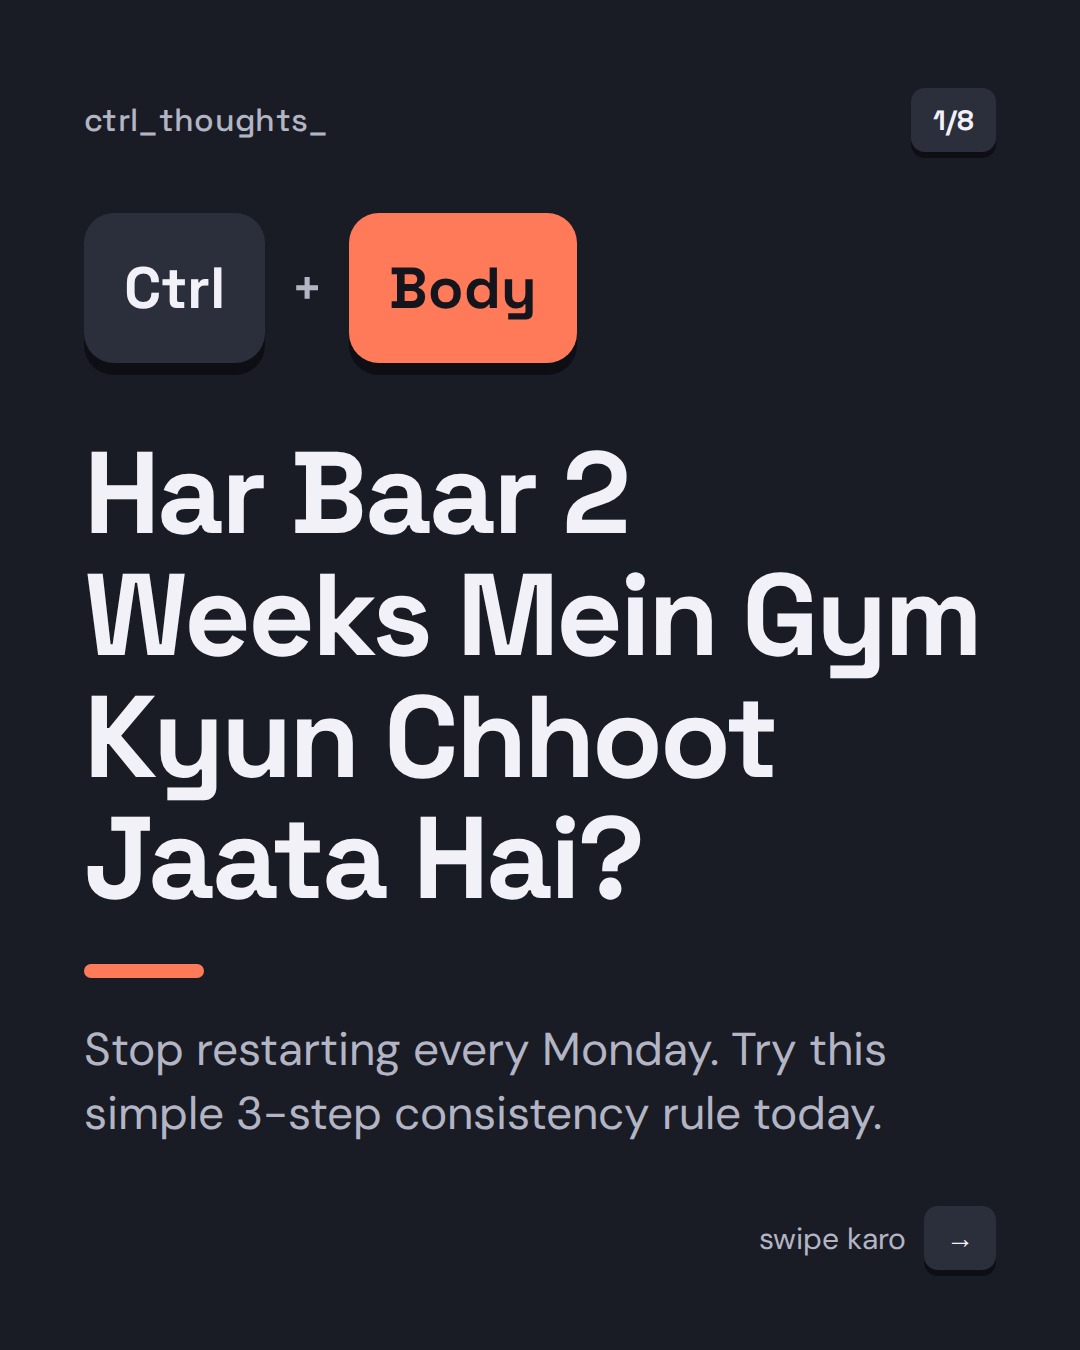 ctrl_thoughts_
1/8
Ctrl + Body
Har Baar 2
Weeks Mein Gym
Kyun Chhoot
Jaata Hai?
Stop restarting every Monday. Try this
simple 3-step consistency rule today.
swipe karo →